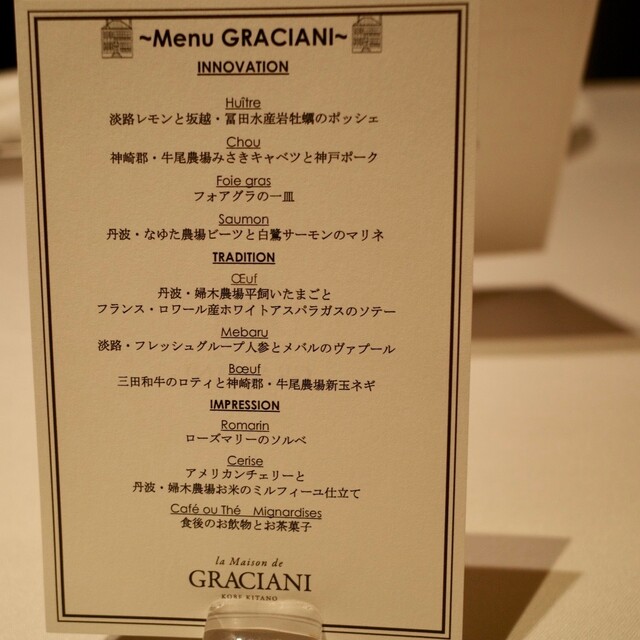 ~Menu GRACIANI~
INNOVATION
Huître
淡路レモンと坂越・冨田水産岩牡蠣のポッシェ
Chou
神崎郡・牛尾農場みさきキャベツと神戸ポーク
Foie gras
フォアグラの一皿
Saumon
丹波・なゆた農場ビーツと白鷺サーモンのマリネ
TRADITION
Œuf
丹波・婦木農場平飼いたまごと
フランス・ロワール産ホワイトアスパラガスのソテー
Mebaru
淡路・フレッシュグループ人参とメバルのヴァプール
Bœuf
三田和牛のロティと神崎郡・牛尾農場新玉ネギ
IMPRESSION
Romarin
ローズマリーのソルベ
Cerise
アメリカンチェリーと
丹波・婦木農場お米のミルフィーユ仕立て
Café ou Thé　Mignardises
食後のお飲物とお茶菓子
la Maison de
GRACIANI
KOBE KITANO